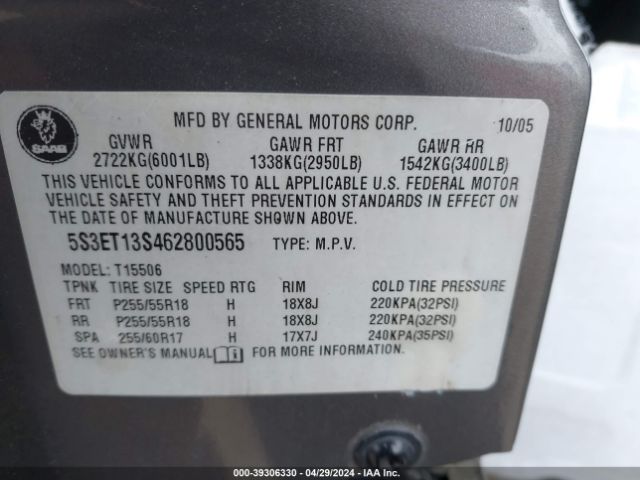 SAAB
MFD BY GENERAL MOTORS CORP. 10/05
GVWR GAWR FRT GAWR RR
2722KG(6001LB) 1338KG(2950LB) 1542KG(3400LB)
THIS VEHICLE CONFORMS TO ALL APPLICABLE U.S. FEDERAL MOTOR
VEHICLE SAFETY AND THEFT PREVENTION STANDARDS IN EFFECT ON
THE DATE OF MANUFACTURE SHOWN ABOVE.
5S3ET13S462800565 TYPE: M.P.V.
MODEL: T15506
TPNK TIRE SIZE SPEED RTG RIM COLD TIRE PRESSURE
FRT P255/55R18 H 18X8J 220KPA(32PSI)
RR P255/55R18 H 18X8J 220KPA(32PSI)
SPA 255/60R17 H 17X7J 240KPA(35PSI)
SEE OWNER'S MANUAL FOR MORE INFORMATION.
000-39306330 - 04/29/2024 - IAA Inc.